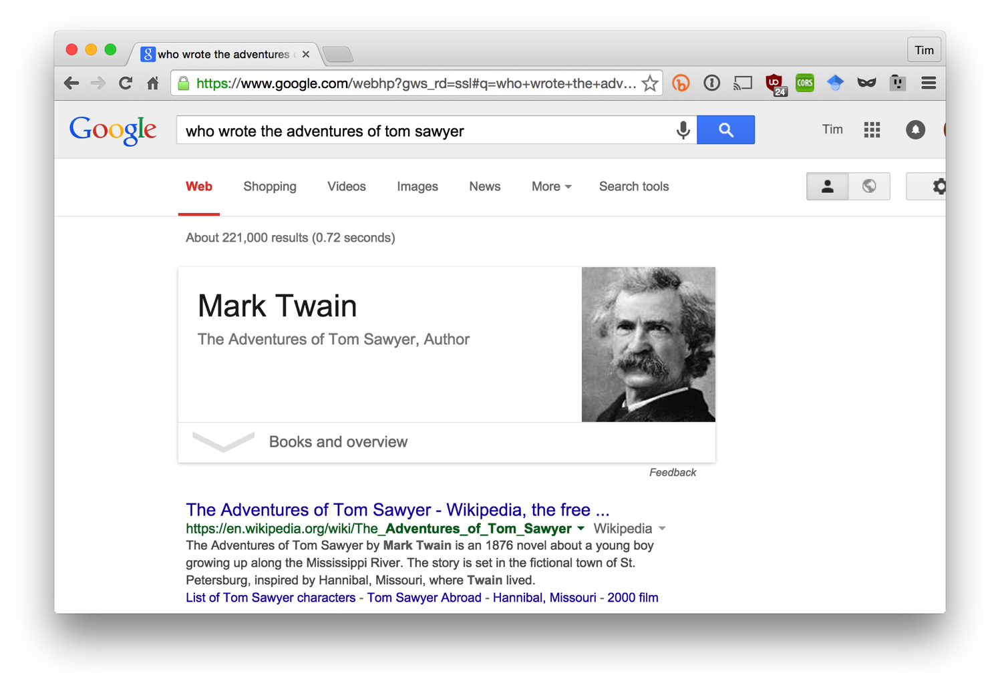 who wrote the adventures
Tim
https://www.google.com/webhp?gws_rd=ssl#q=who+wrote+the+adv...
24
CORS
Google
who wrote the adventures of tom sawyer
Tim
Web Shopping Videos Images News More Search tools
About 221,000 results (0.72 seconds)
Mark Twain
The Adventures of Tom Sawyer, Author
Books and overview
Feedback
The Adventures of Tom Sawyer - Wikipedia, the free ...
https://en.wikipedia.org/wiki/The_Adventures_of_Tom_Sawyer Wikipedia
The Adventures of Tom Sawyer by Mark Twain is an 1876 novel about a young boy
growing up along the Mississippi River. The story is set in the fictional town of St.
Petersburg, inspired by Hannibal, Missouri, where Twain lived.
List of Tom Sawyer characters - Tom Sawyer Abroad - Hannibal, Missouri - 2000 film